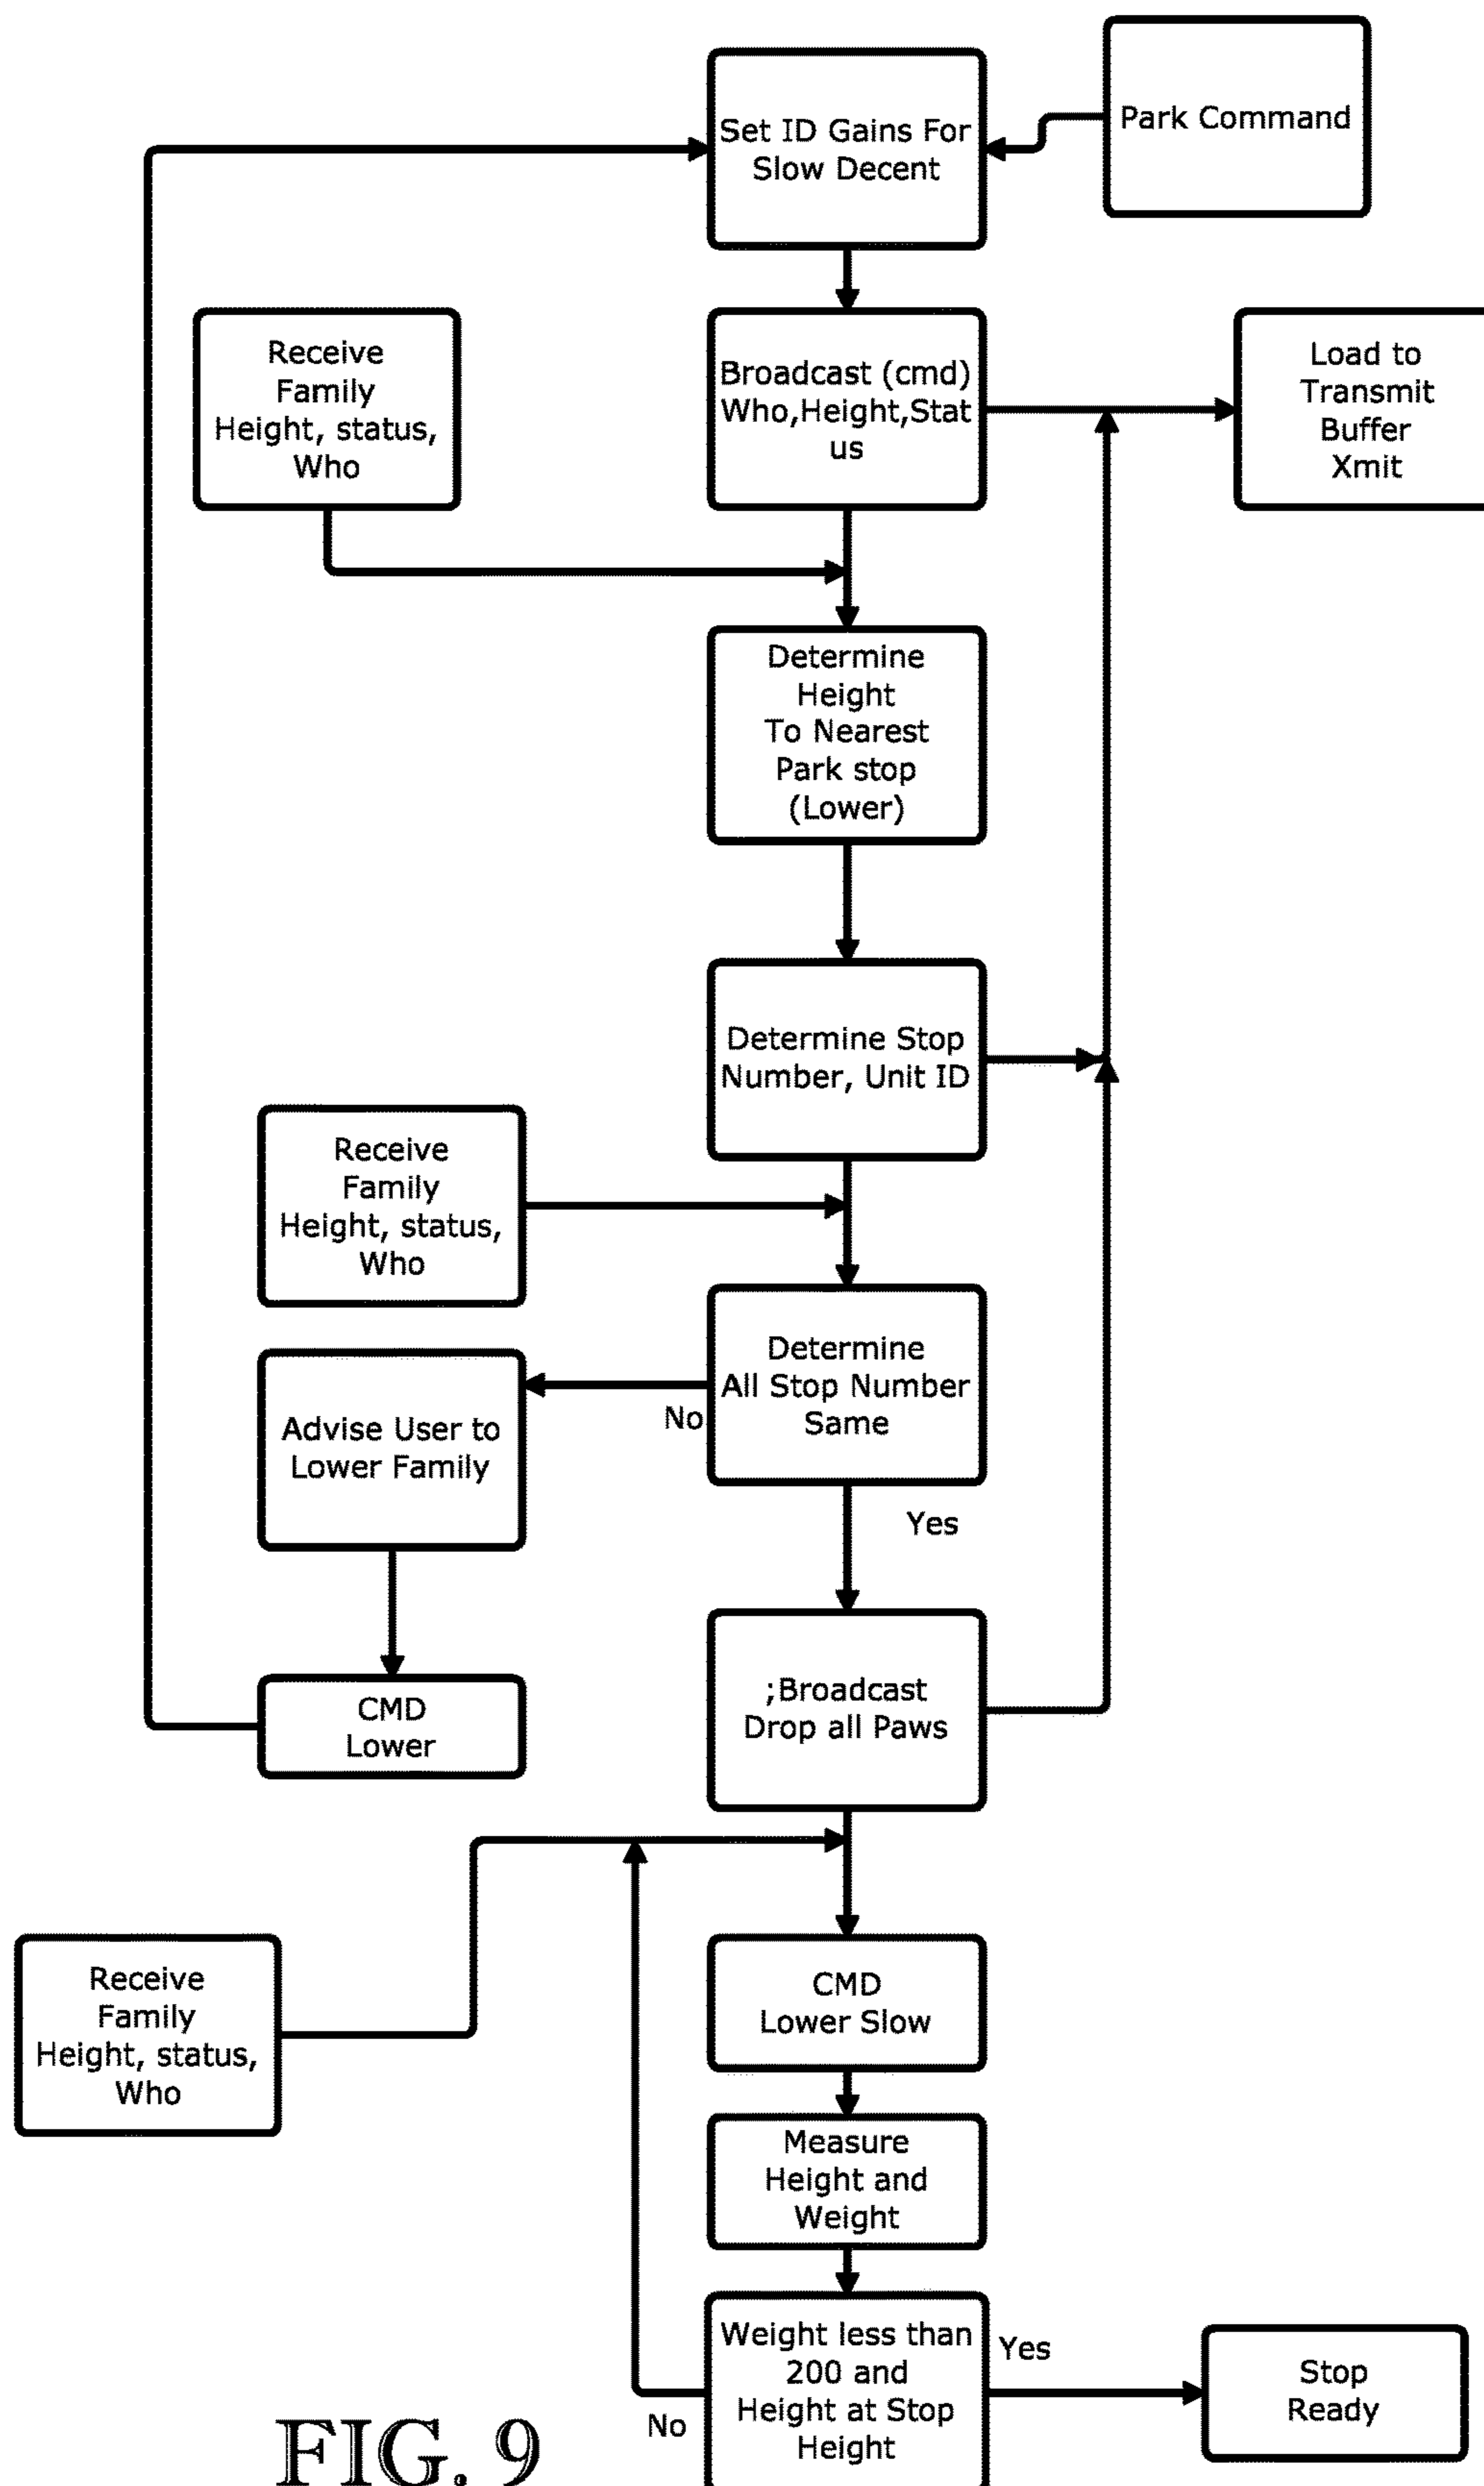 Park Command
Set ID Gains For
Slow Decent
Receive
Family
Height, status,
Who
Broadcast (cmd)
Who,Height,Stat
us
Load to
Transmit
Buffer
Xmit
Determine
Height
To Nearest
Park stop
(Lower)
Determine Stop
Number, Unit ID
Receive
Family
Height, status,
Who
Determine
All Stop Number
Same
No
Advise User to
Lower Family
Yes
CMD
Lower
;Broadcast
Drop all Paws
Receive
Family
Height, status,
Who
CMD
Lower Slow
Measure
Height and
Weight
Weight less than
200 and
Height at Stop
Height
Yes
No
Stop
Ready
FIG. 9